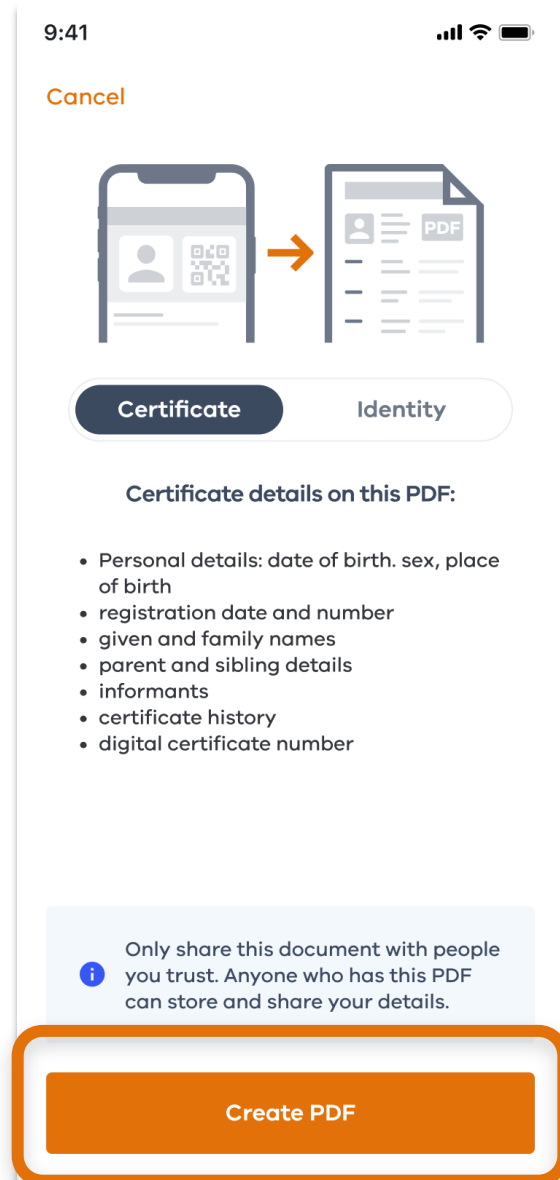 9:41
Cancel
PDF
Certificate
Identity
Certificate details on this PDF:
• Personal details: date of birth. sex, place
of birth
• registration date and number
• given and family names
• parent and sibling details
• informants
• certificate history
• digital certificate number
Only share this document with people
you trust. Anyone who has this PDF
can store and share your details.
Create PDF